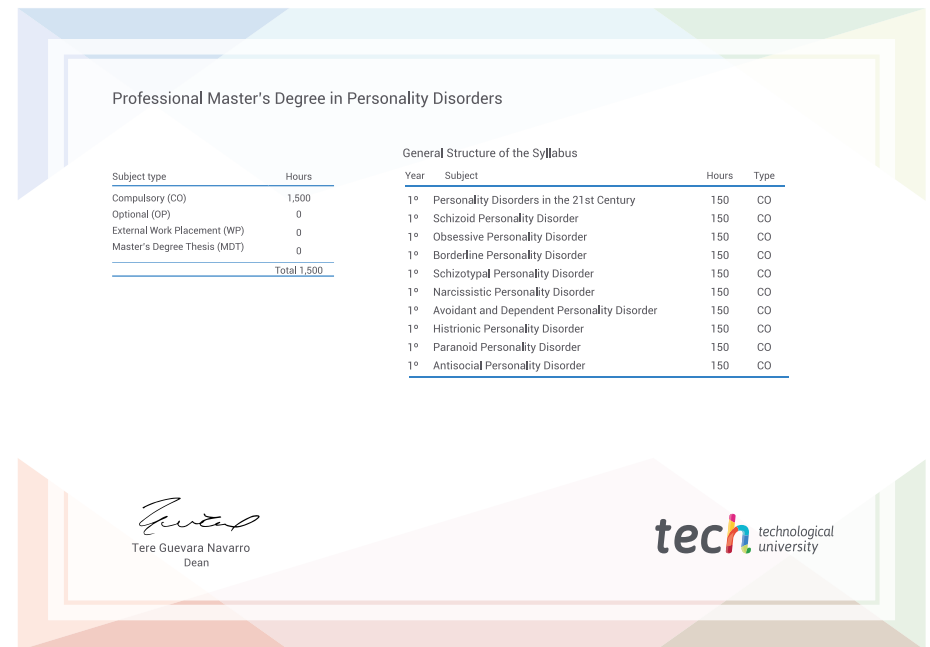 Professional Master's Degree in Personality Disorders
General Structure of the Syllabus
Subject type Hours
Compulsory (CO) 1,500
Optional (OP) 0
External Work Placement (WP) 0
Master's Degree Thesis (MDT) 0
Total 1,500
Year Subject Hours Type
1º Personality Disorders in the 21st Century 150 CO
1º Schizoid Personality Disorder 150 CO
1º Obsessive Personality Disorder 150 CO
1º Borderline Personality Disorder 150 CO
1º Schizotypal Personality Disorder 150 CO
1º Narcissistic Personality Disorder 150 CO
1º Avoidant and Dependent Personality Disorder 150 CO
1º Histrionic Personality Disorder 150 CO
1º Paranoid Personality Disorder 150 CO
1º Antisocial Personality Disorder 150 CO
Tere Guevara Navarro
Dean
tech technological
university